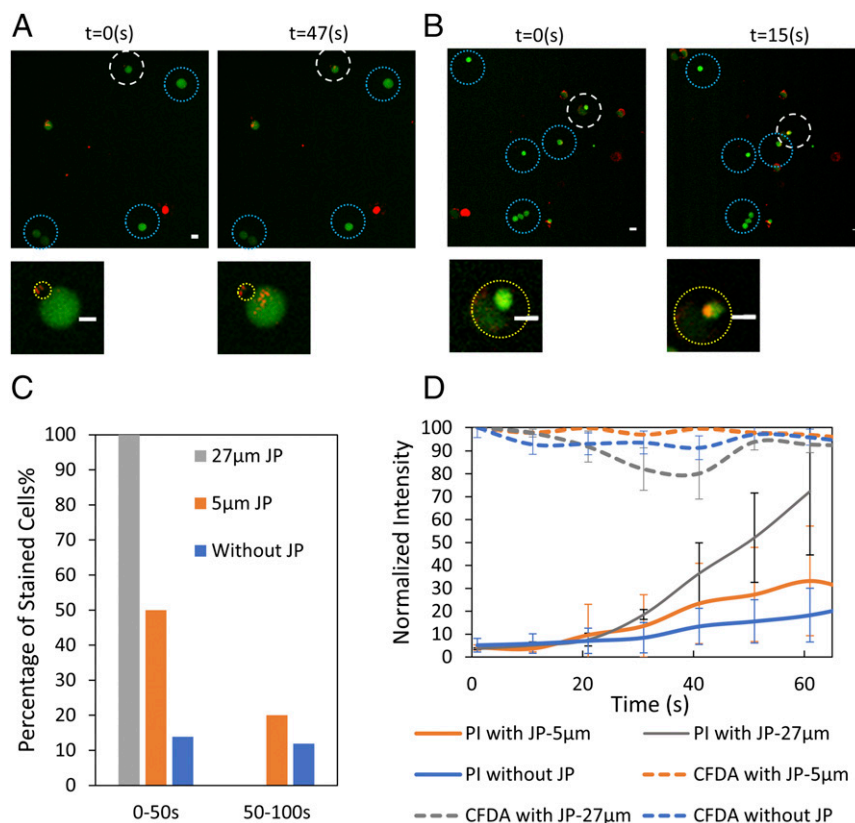 A
t=0(s)
t=47(s)
B
t=0(s)
t=15(s)
C
Percentage of Stained Cells%
100
90
80
70
60
50
40
30
20
10
0
27µm JP
5µm JP
Without JP
0-50s
50-100s
D
Normalized Intensity
100
90
80
70
60
50
40
30
20
10
0
0
20
40
60
Time (s)
PI with JP-5µm
PI with JP-27µm
PI without JP
CFDA with JP-5µm
CFDA with JP-27µm
CFDA without JP